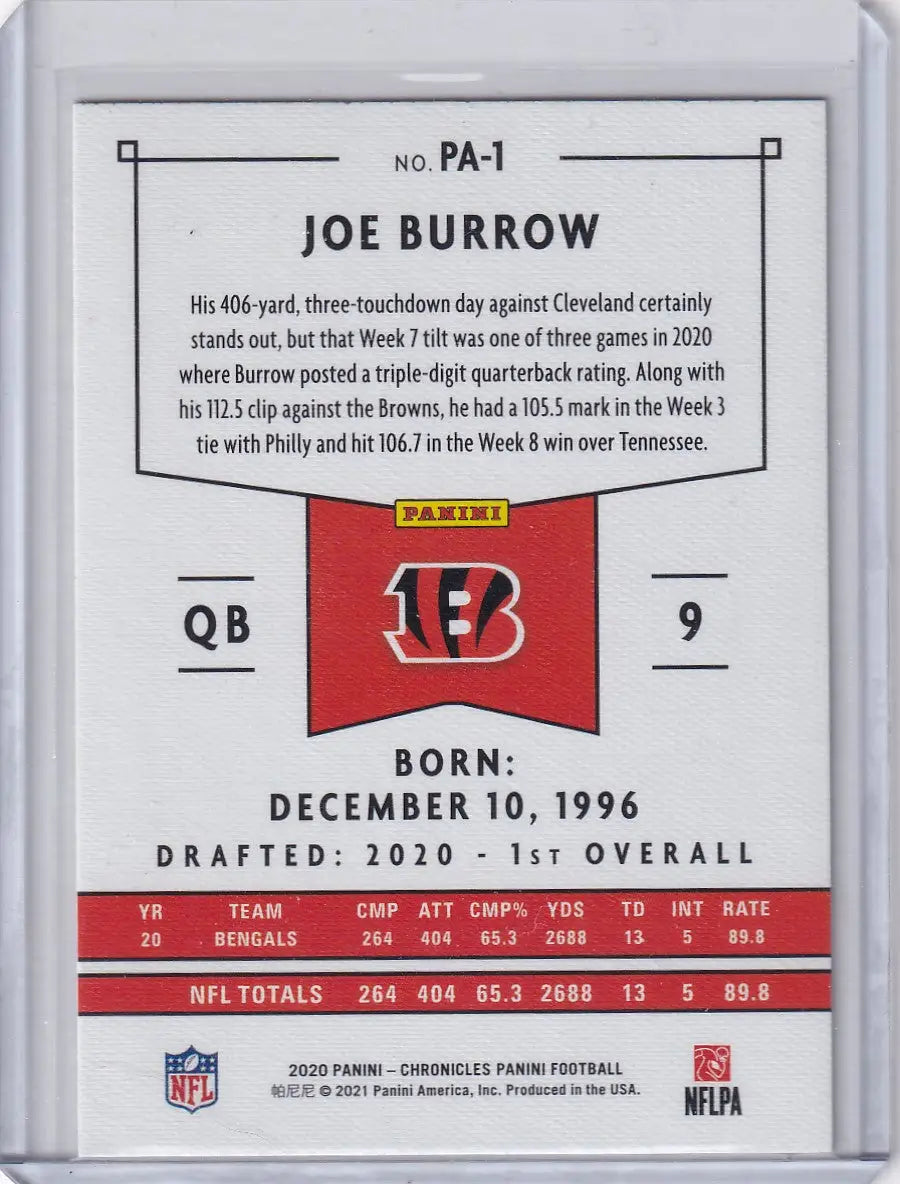 NO. PA-1
JOE BURROW
His 406-yard, three-touchdown day against Cleveland certainly
stands out, but that Week 7 tilt was one of three games in 2020
where Burrow posted a triple-digit quarterback rating. Along with
his 112.5 clip against the Browns, he had a 105.5 mark in the Week 3
tie with Philly and hit 106.7 in the Week 8 win over Tennessee.
PANINI
B
QB
9
BORN:
DECEMBER 10, 1996
DRAFTED: 2020 - 1ST OVERALL
YR TEAM CMP ATT CMP% YDS TD INT RATE
20 BENGALS 264 404 65.3 2688 13 5 89.8
NFL TOTALS 264 404 65.3 2688 13 5 89.8
NFL
2020 PANINI – CHRONICLES PANINI FOOTBALL
帕尼尼 © 2021 Panini America, Inc. Produced in the USA.
NFLPA